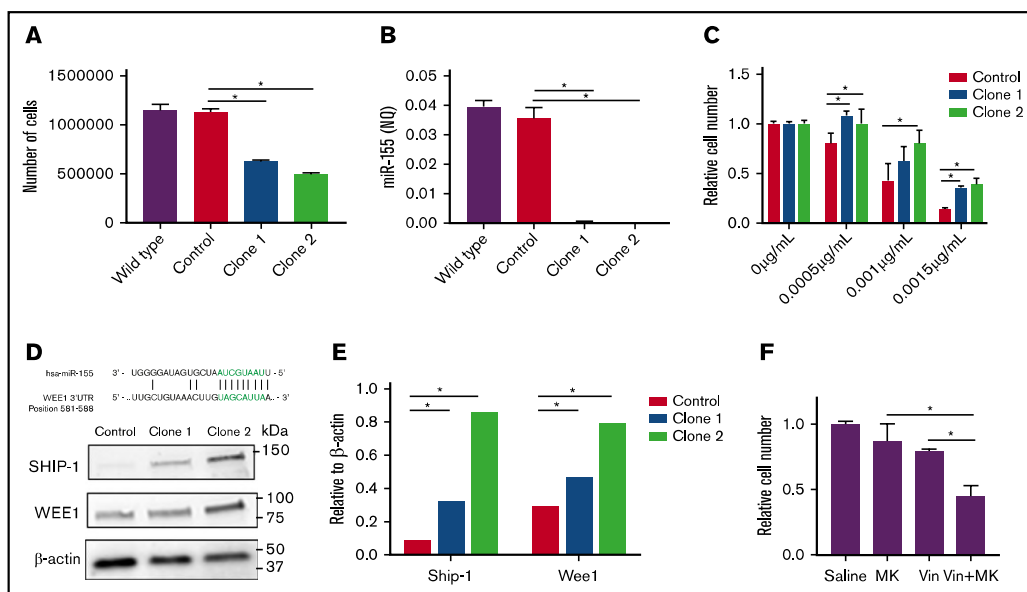 A
Number of cells
1500000
1000000
500000
0
Wild type
Control
Clone 1
Clone 2
*
*
B
miR-155 (NQ)
0.05
0.04
0.03
0.02
0.01
0.00
Wild type
Control
Clone 1
Clone 2
*
*
C
Relative cell number
1.5
1.0
0.5
0.0
0µg/mL
0.0005µg/mL
0.001µg/mL
0.0015µg/mL
*
*
*
*
*
Control
Clone 1
Clone 2
D
hsa-miR-155 3'- UGGGGAUAGUGCUAAUCGUAAUU -5'
WEE1 3'UTR 5'- ..UUGCUGUAAACUUGUAGCAUUAA.. - 3'
Position 581-588
Control Clone 1 Clone 2 kDa
SHIP-1 150
WEE1 100
75
β-actin 50
37
E
Relative to β-actin
1.0
0.8
0.6
0.4
0.2
0.0
Ship-1 Wee1
*
*
*
*
Control
Clone 1
Clone 2
F
Relative cell number
1.0
0.5
0.0
Saline MK Vin Vin+MK
*
*